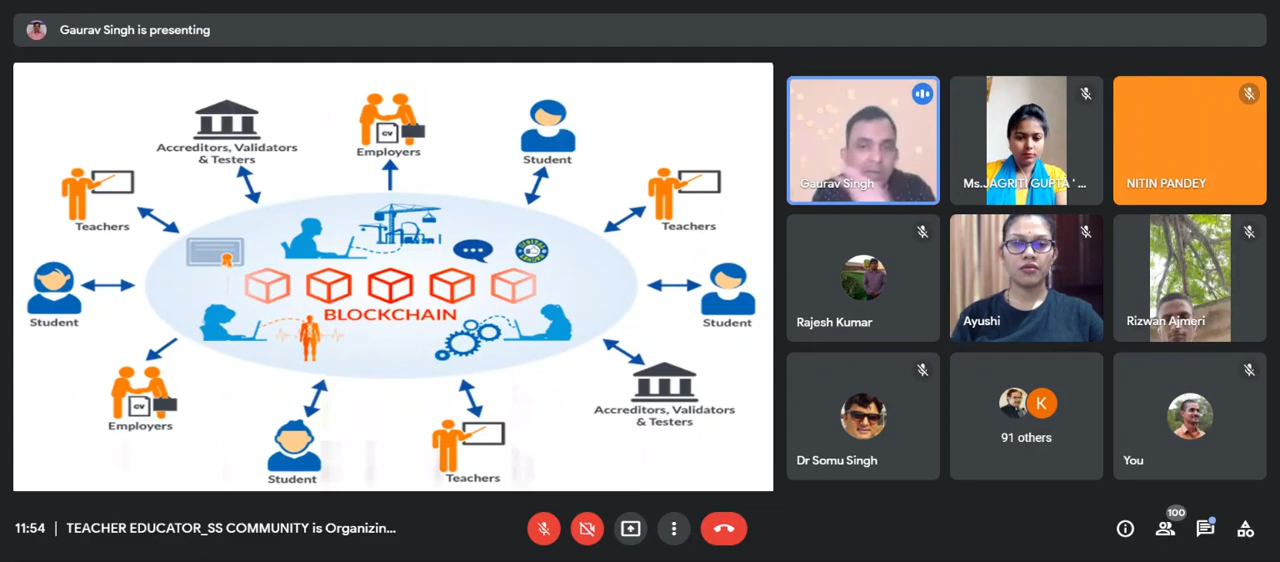 Gaurav Singh is presenting
Accreditors, Validators
& Testers
CV
Employers
Student
Teachers
Teachers
Student
BLOCKCHAIN
Student
CV
Employers
Accreditors, Validators
& Testers
Student
Teachers
Gaurav Singh
Ms.JAGRITI GUPTA ' ...
NITIN PANDEY
Rajesh Kumar
Ayushi
Rizwan Ajmeri
Dr Somu Singh
K
91 others
You
11:54 | TEACHER EDUCATOR_SS COMMUNITY is Organizin...
100